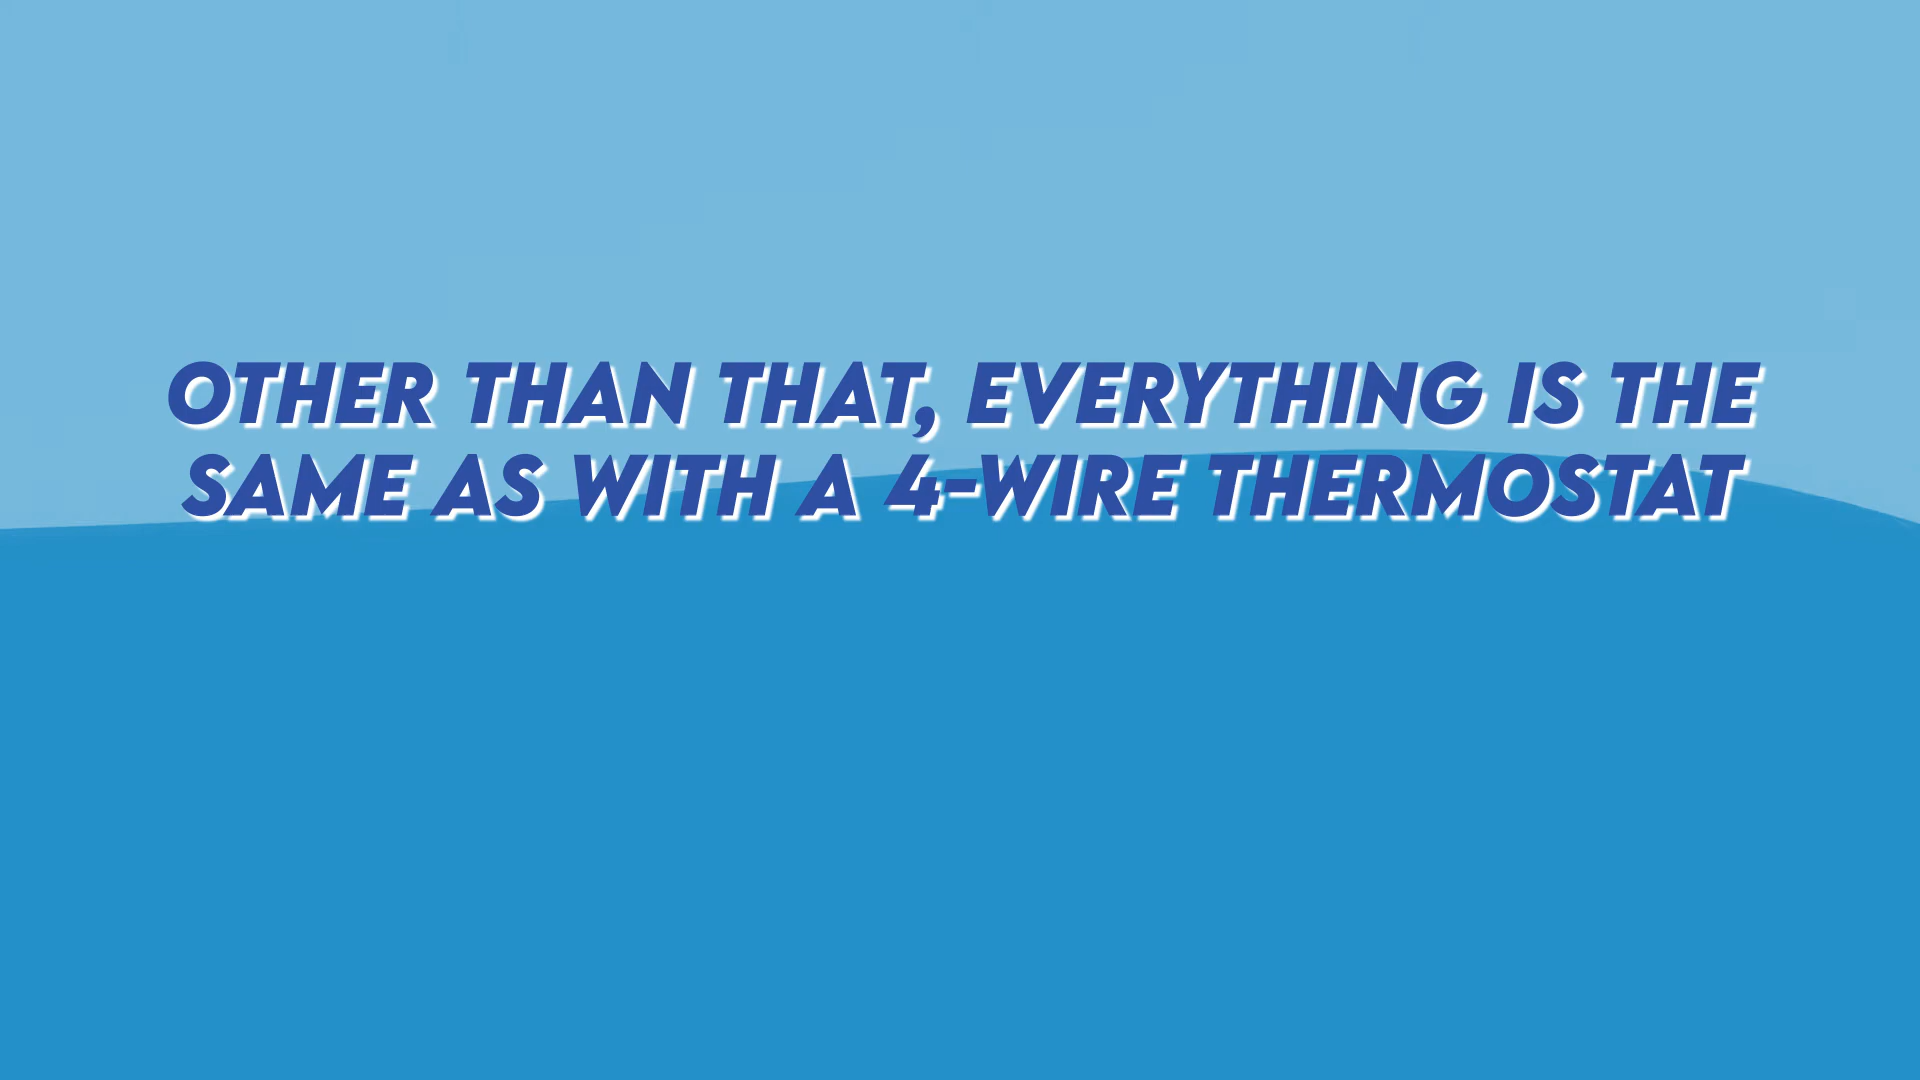 OTHER THAN THAT, EVERYTHING IS THE
SAME AS WITH A 4-WIRE THERMOSTAT